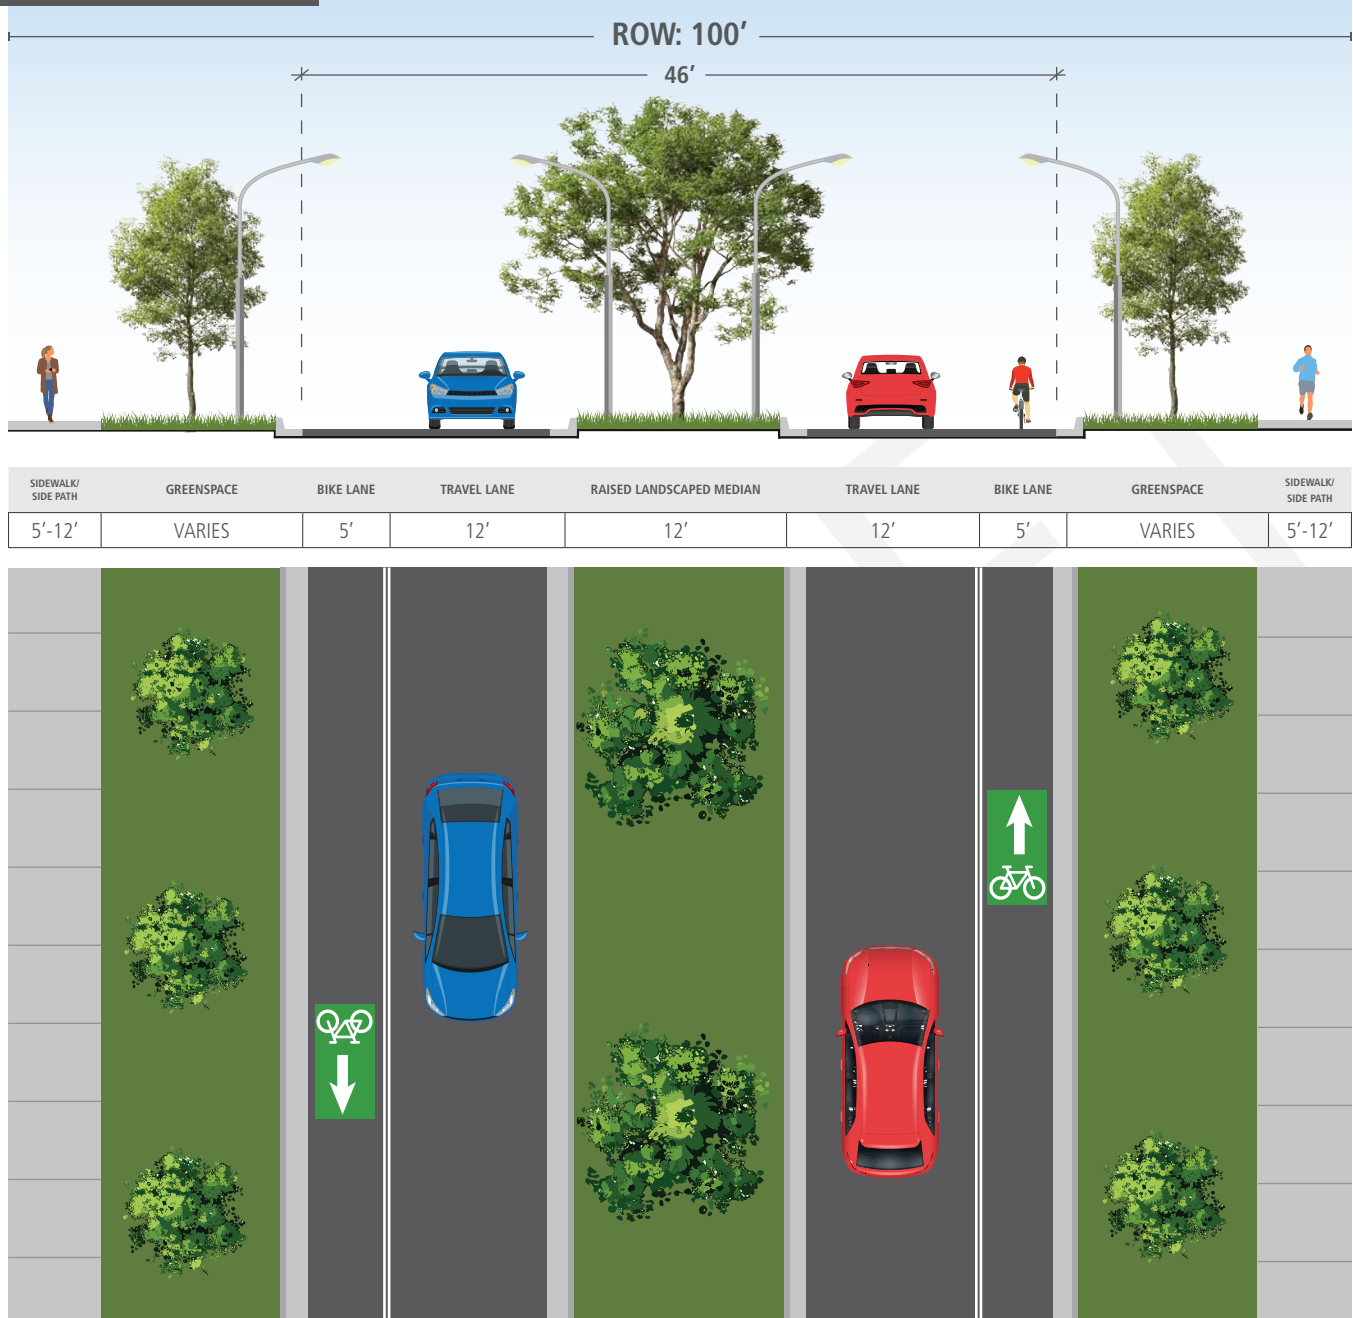 ROW: 100’
46’
SIDEWALK/
SIDE PATH
GREENSPACE
BIKE LANE
TRAVEL LANE
RAISED LANDSCAPED MEDIAN
TRAVEL LANE
BIKE LANE
GREENSPACE
SIDEWALK/
SIDE PATH
5’-12’
VARIES
5’
12’
12’
12’
5’
VARIES
5’-12’